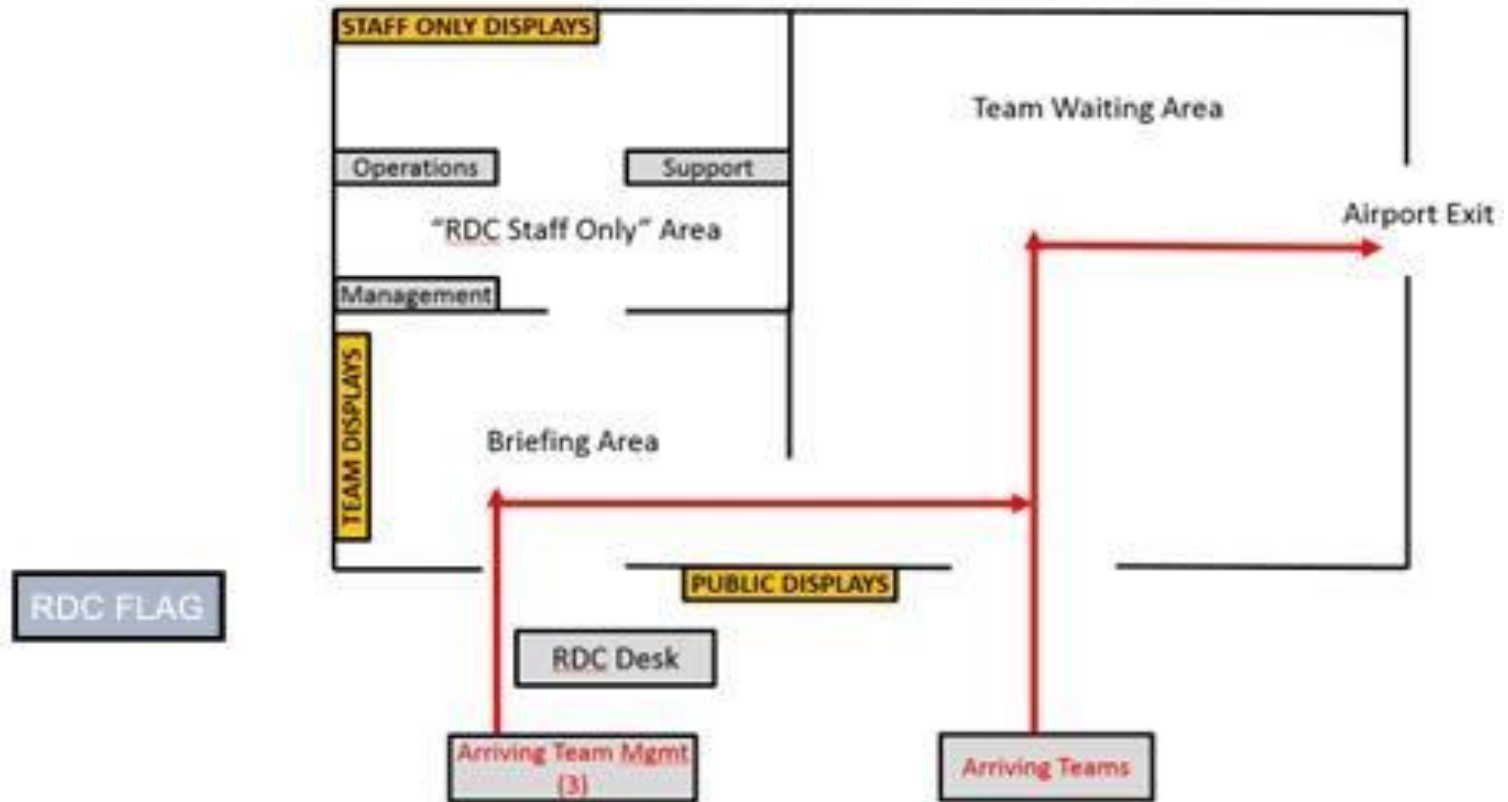 STAFF ONLY DISPLAYS
Team Waiting Area
Operations
Support
Airport Exit
"RDC Staff Only" Area
Management
TEAM DISPLAYS
Briefing Area
PUBLIC DISPLAYS
RDC FLAG
RDC Desk
Arriving Team Mgmt
(3)
Arriving Teams